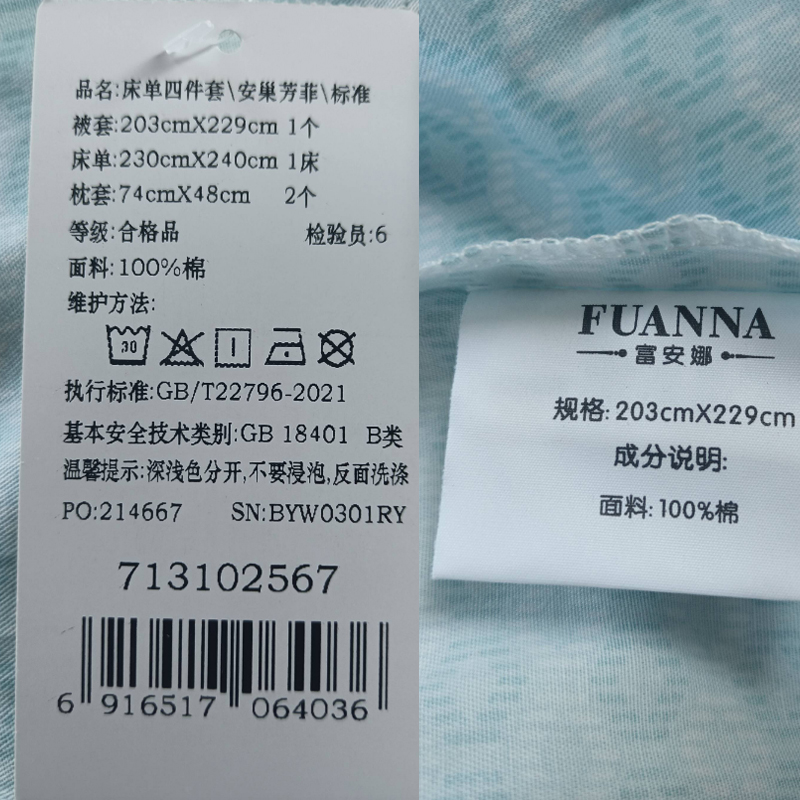 品名:床单四件套\安巢芳菲\标准
被套:203cmX229cm 1个
床单:230cmX240cm 1床
枕套:74cmX48cm 2个
等级:合格品 检验员:6
面料:100%棉
维护方法:
30
执行标准:GB/T22796-2021
基本安全技术类别:GB 18401 B类
温馨提示:深浅色分开,不要浸泡,反面洗涤
PO:214667 SN:BYW0301RY
713102567
6 916517 064036
FUANNA
富安娜
规格:203cmX229cm
成分说明:
面料:100%棉